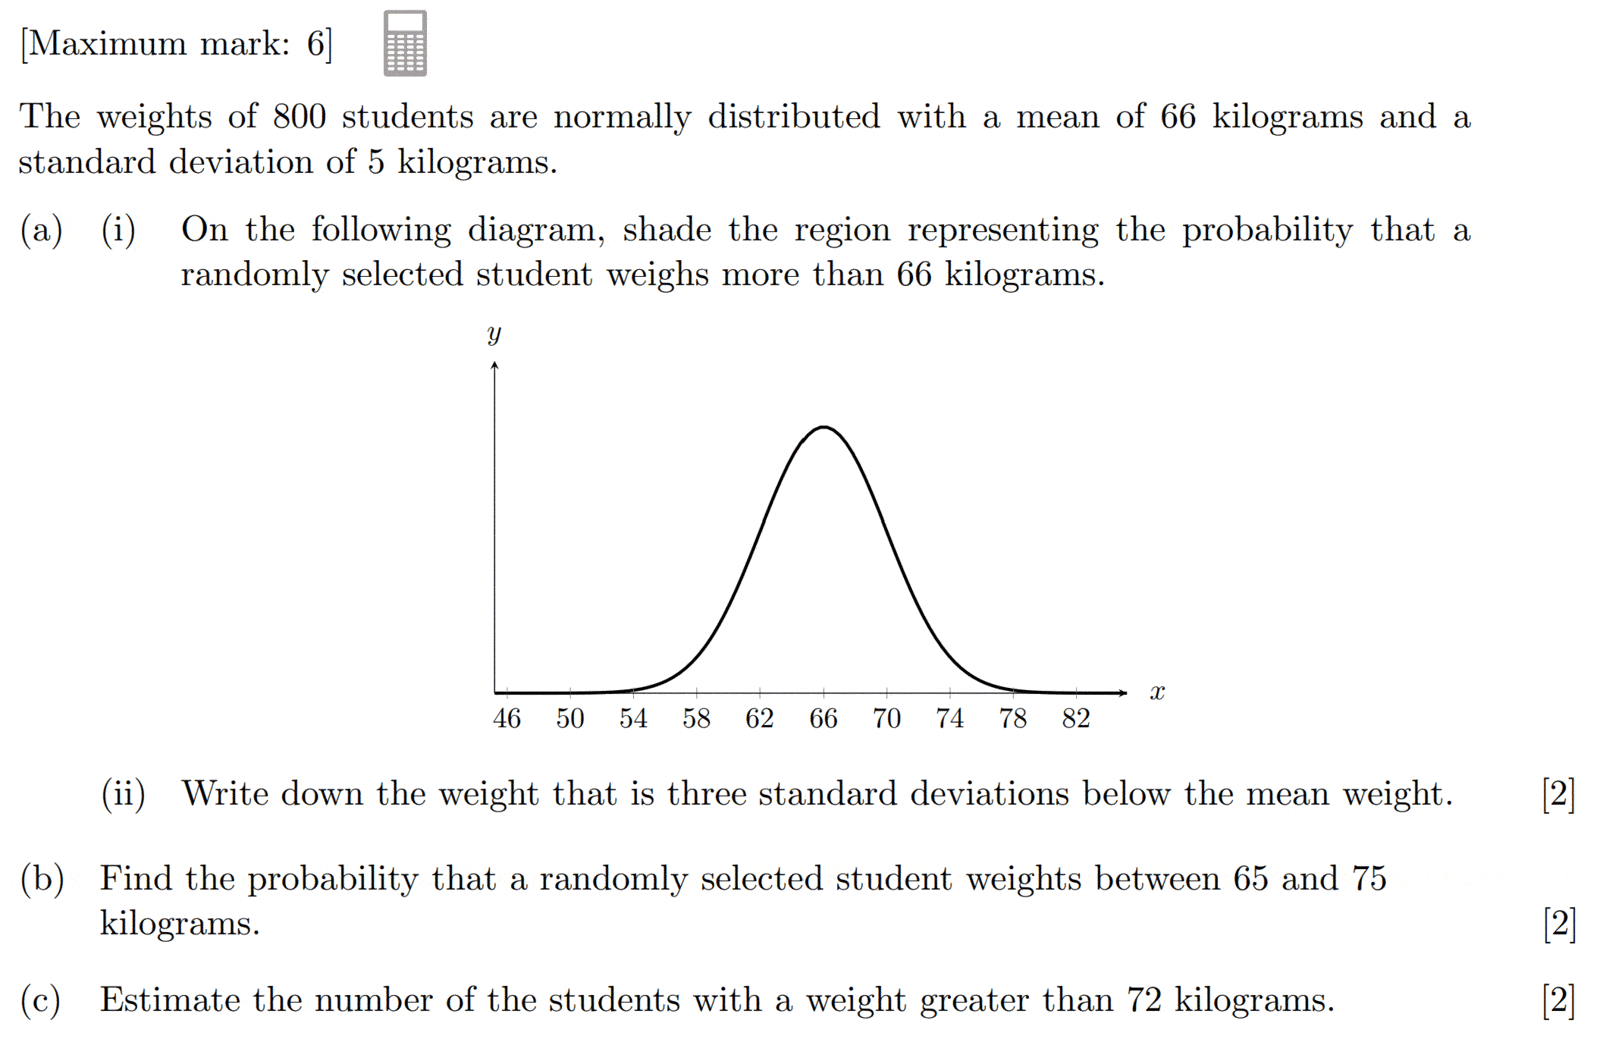 [Maximum mark: 6]
The weights of 800 students are normally distributed with a mean of 66 kilograms and a
standard deviation of 5 kilograms.
(a) (i) On the following diagram, shade the region representing the probability that a
randomly selected student weighs more than 66 kilograms.
y
x
46 50 54 58 62 66 70 74 78 82
(ii) Write down the weight that is three standard deviations below the mean weight. [2]
(b) Find the probability that a randomly selected student weights between 65 and 75
kilograms. [2]
(c) Estimate the number of the students with a weight greater than 72 kilograms. [2]